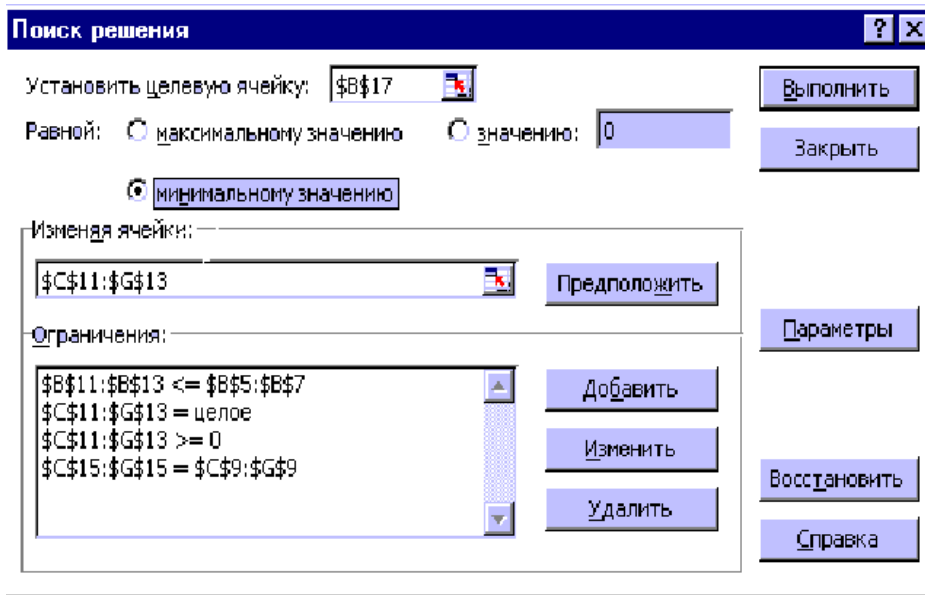 Поиск решения ? ×
Установить целевую ячейку: $B$17
Выполнить
Равной: максимальному значению значению: 0
Закрыть
минимальному значению
Изменяя ячейки:
$C$11:$G$13
Предположить
Параметры
Ограничения:
$B$11:$B$13 <= $B$5:$B$7
$C$11:$G$13 = целое
$C$11:$G$13 >= 0
$C$15:$G$15 = $C$9:$G$9
Добавить
Изменить
Удалить
Восстановить
Справка